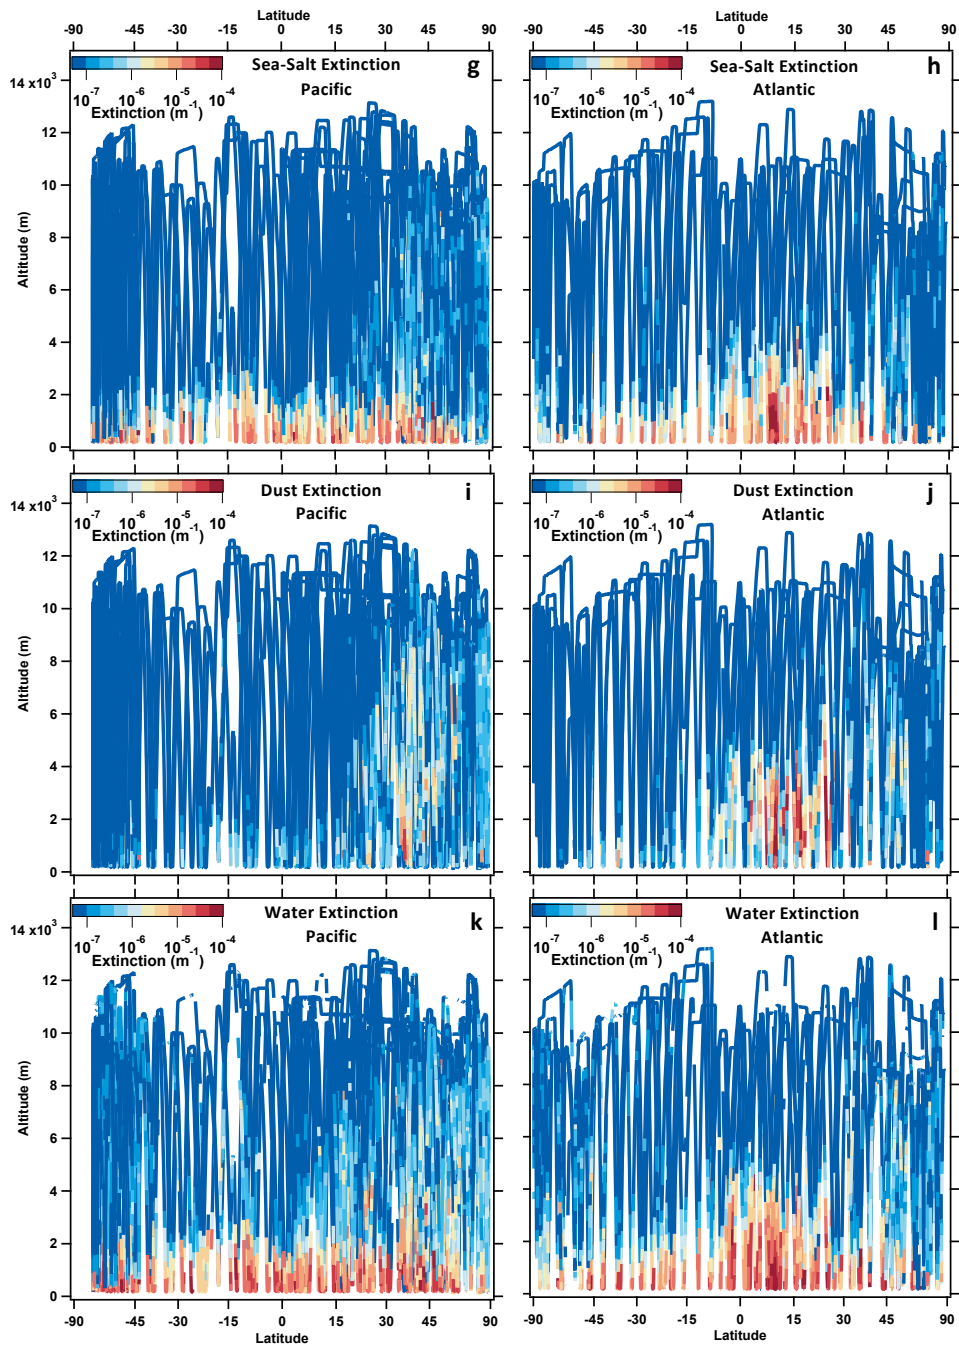 Latitude
Latitude
-90 -45 -30 -15 0 15 30 45 90
-90 -45 -30 -15 0 15 30 45 90
Sea-Salt Extinction
Pacific
g
10-7 10-6 10-5 10-4
Extinction (m-1)
Sea-Salt Extinction
Atlantic
h
10-7 10-6 10-5 10-4
Extinction (m-1)
14 x103
12
10
8
6
4
2
0
Altitude (m)
Dust Extinction
Pacific
i
10-7 10-6 10-5 10-4
Extinction (m-1)
Dust Extinction
Atlantic
j
10-7 10-6 10-5 10-4
Extinction (m-1)
14 x103
12
10
8
6
4
2
0
Altitude (m)
Water Extinction
Pacific
k
10-7 10-6 10-5 10-4
Extinction (m-1)
Water Extinction
Atlantic
l
10-7 10-6 10-5 10-4
Extinction (m-1)
14 x103
12
10
8
6
4
2
0
Altitude (m)
-90 -45 -30 -15 0 15 30 45 90
-90 -45 -30 -15 0 15 30 45 90
Latitude
Latitude